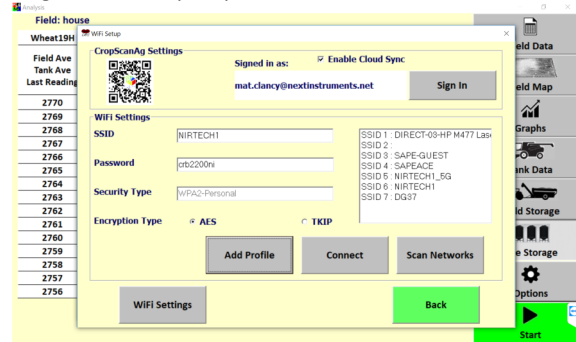 Analysis
Field: house
Wheat19H
WiFi Setup
Field Ave
Tank Ave
Last Reading
2770
2769
2768
2767
2766
2765
2764
2763
2762
2761
2760
2759
2758
2757
2756
CropScanAg Settings
Signed in as:
Enable Cloud Sync
mat.clancy@nextinstruments.net
Sign In
WiFi Settings
SSID
NIRTECH1
Password
crb2200ni
Security Type
WPA2-Personal
Encryption Type
AES
TKIP
SSID 1 : DIRECT-03-HP M477 Lase
SSID 2 :
SSID 3 : SAPE-GUEST
SSID 4 : SAPEACE
SSID 5 : NIRTECH1_5G
SSID 6 : NIRTECH1
SSID 7 : DG37
Add Profile
Connect
Scan Networks
WiFi Settings
Back
eld Data
eld Map
Graphs
ank Data
ld Storage
e Storage
Options
Start